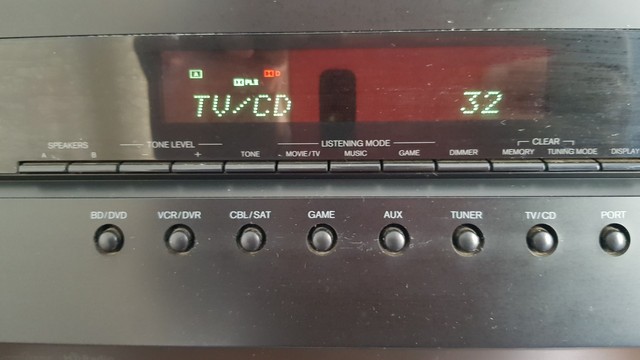 A
PLII
D
TV/CD 32
SPEAKERS TONE LEVEL LISTENING MODE CLEAR
A B - + TONE MOVIE/TV MUSIC GAME DIMMER MEMORY TUNING MODE DISPLAY
BD/DVD VCR/DVR CBL/SAT GAME AUX TUNER TV/CD PORT